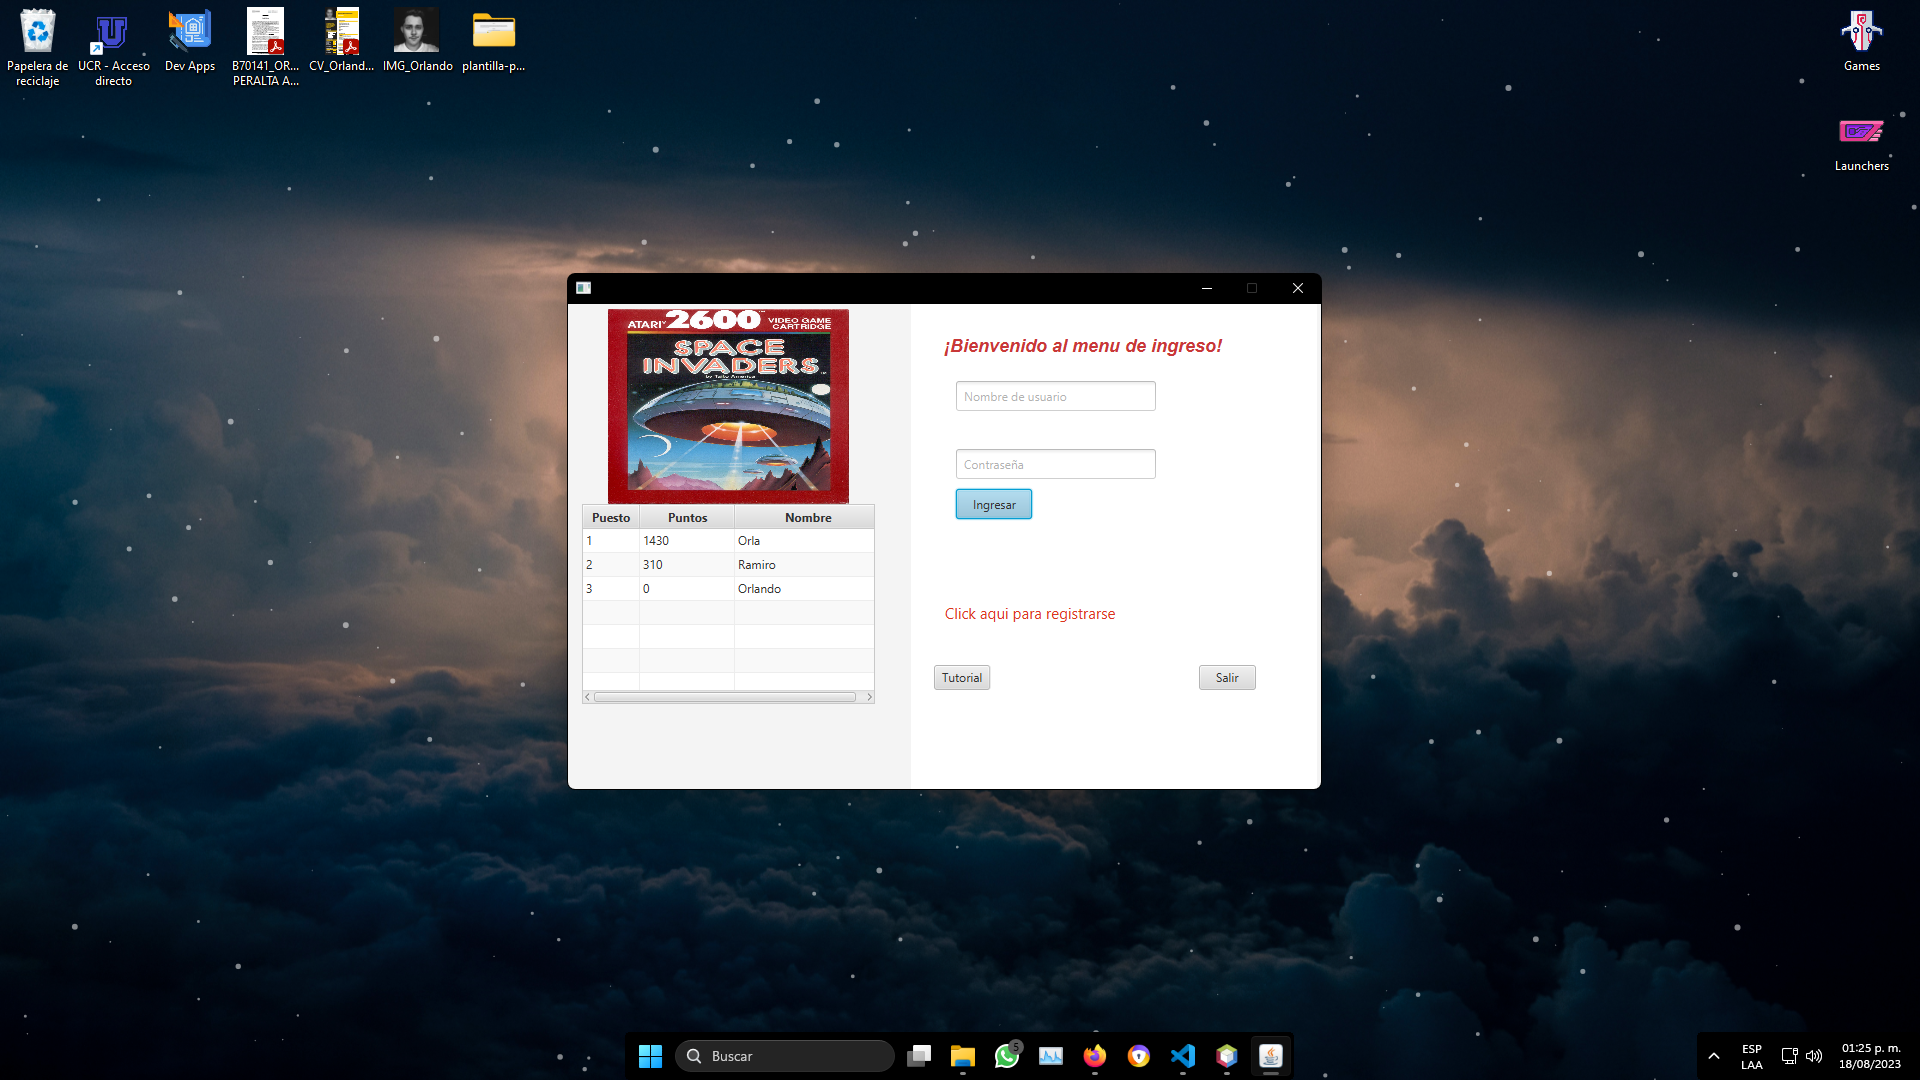 Papelera de
reciclaje
UCR - Acceso
directo
Dev Apps
B70141_OR...
PERALTA A...
CV_Orland...
IMG_Orlando
plantilla-p...
Games
Launchers
ATARI 2600 VIDEO GAME
CARTRIDGE
SPACE
INVADERS
by Taito America
¡Bienvenido al menu de ingreso!
Nombre de usuario
Contraseña
Ingresar
Puesto Puntos Nombre
1 1430 Orla
2 310 Ramiro
3 0 Orlando
Click aqui para registrarse
Tutorial
Salir
Buscar
5
ESP
LAA
01:25 p. m.
18/08/2023